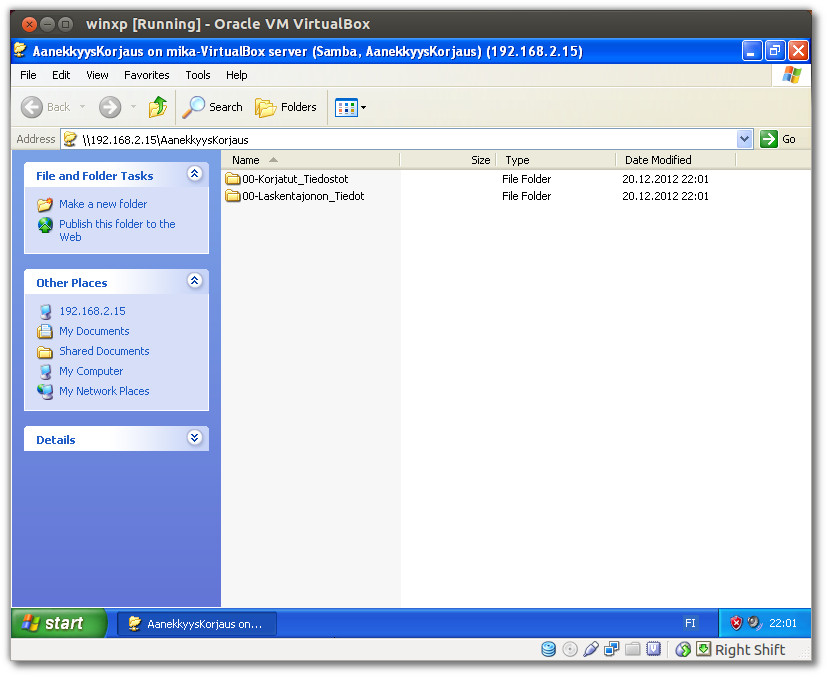 winxp [Running] - Oracle VM VirtualBox
AanekkyysKorjaus on mika-VirtualBox server (Samba, AanekkyysKorjaus) (192.168.2.15)
File Edit View Favorites Tools Help
Back Search Folders
Address \\192.168.2.15\AanekkyysKorjaus Go
File and Folder Tasks
Make a new folder
Publish this folder to the
Web
Other Places
192.168.2.15
My Documents
Shared Documents
My Computer
My Network Places
Details
Name Size Type Date Modified
00-Korjatut_Tiedostot File Folder 20.12.2012 22:01
00-Laskentajonon_Tiedot File Folder 20.12.2012 22:01
start AanekkyysKorjaus on... FI 22:01
Right Shift